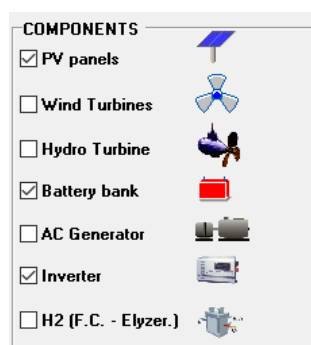 COMPONENTS
PV panels
Wind Turbines
Hydro Turbine
Battery bank
AC Generator
Inverter
H2 (F.C. - Elyzer.)